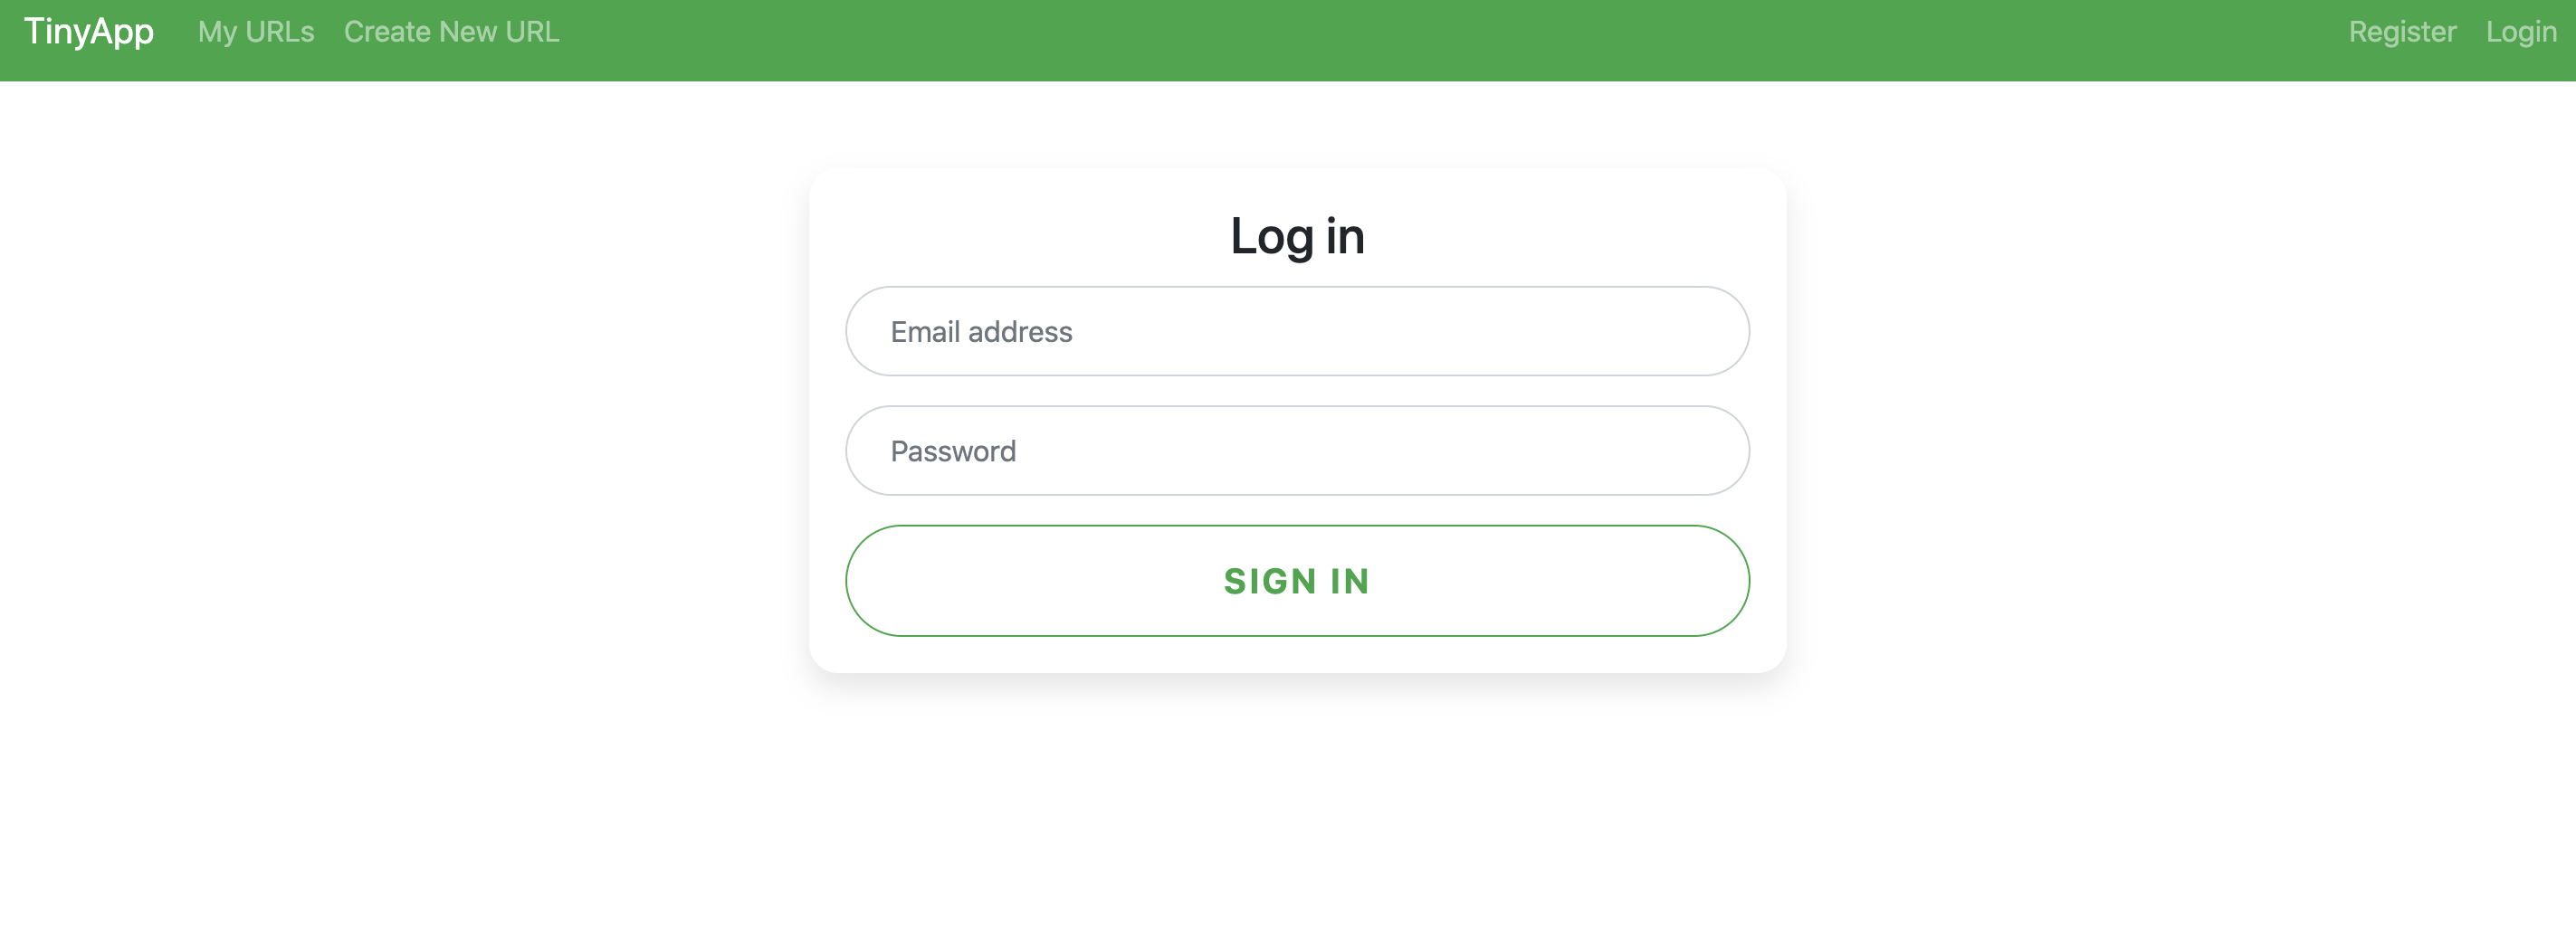 TinyApp My URLs Create New URL Register Login
Log in
Email address
Password
SIGN IN